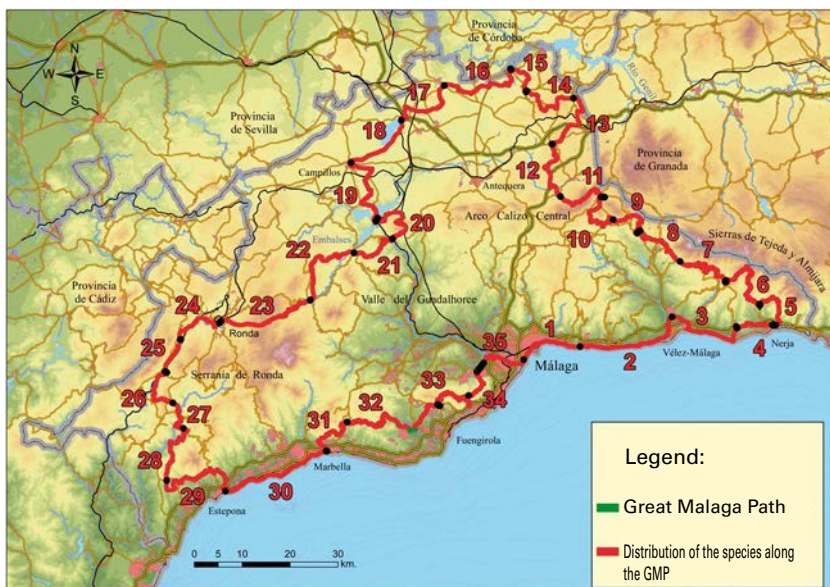 Provincia
de Córdoba
N
W E
S
Río Genil
15
16
14
17
Provincia
de Sevilla
18
13
Provincia
de Granada
12
Campillos
Antequera
11
19
Arco Calizo Central
9
10
20
Sierras de Tejeda y Almijara
Embalses
8
22
21
7
Provincia
de Cádiz
6
Valle del Guadalhorce
24
23
5
Ronda
3
1
35
Nerja
25
Málaga
Vélez-Málaga
4
2
Serranía de Ronda
33
26
34
27
32
31
Fuengirola
28
Marbella
29
30
Estepona
0 5 10 20 30
km.
Legend:
Great Malaga Path
Distribution of the species along
the GMP